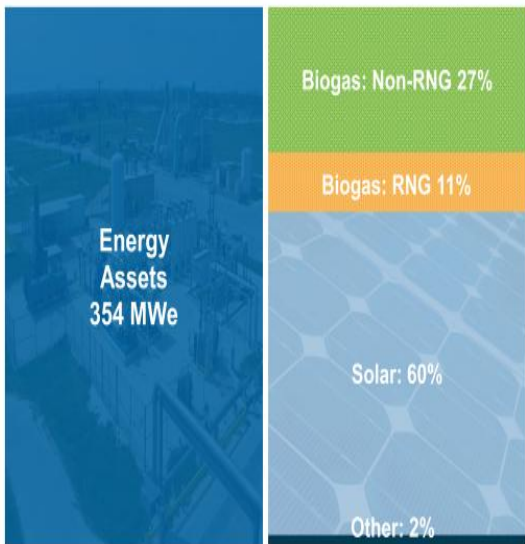 Energy
Assets
354 MWe
Biogas: Non-RNG 27%
Biogas: RNG 11%
Solar: 60%
Other: 2%